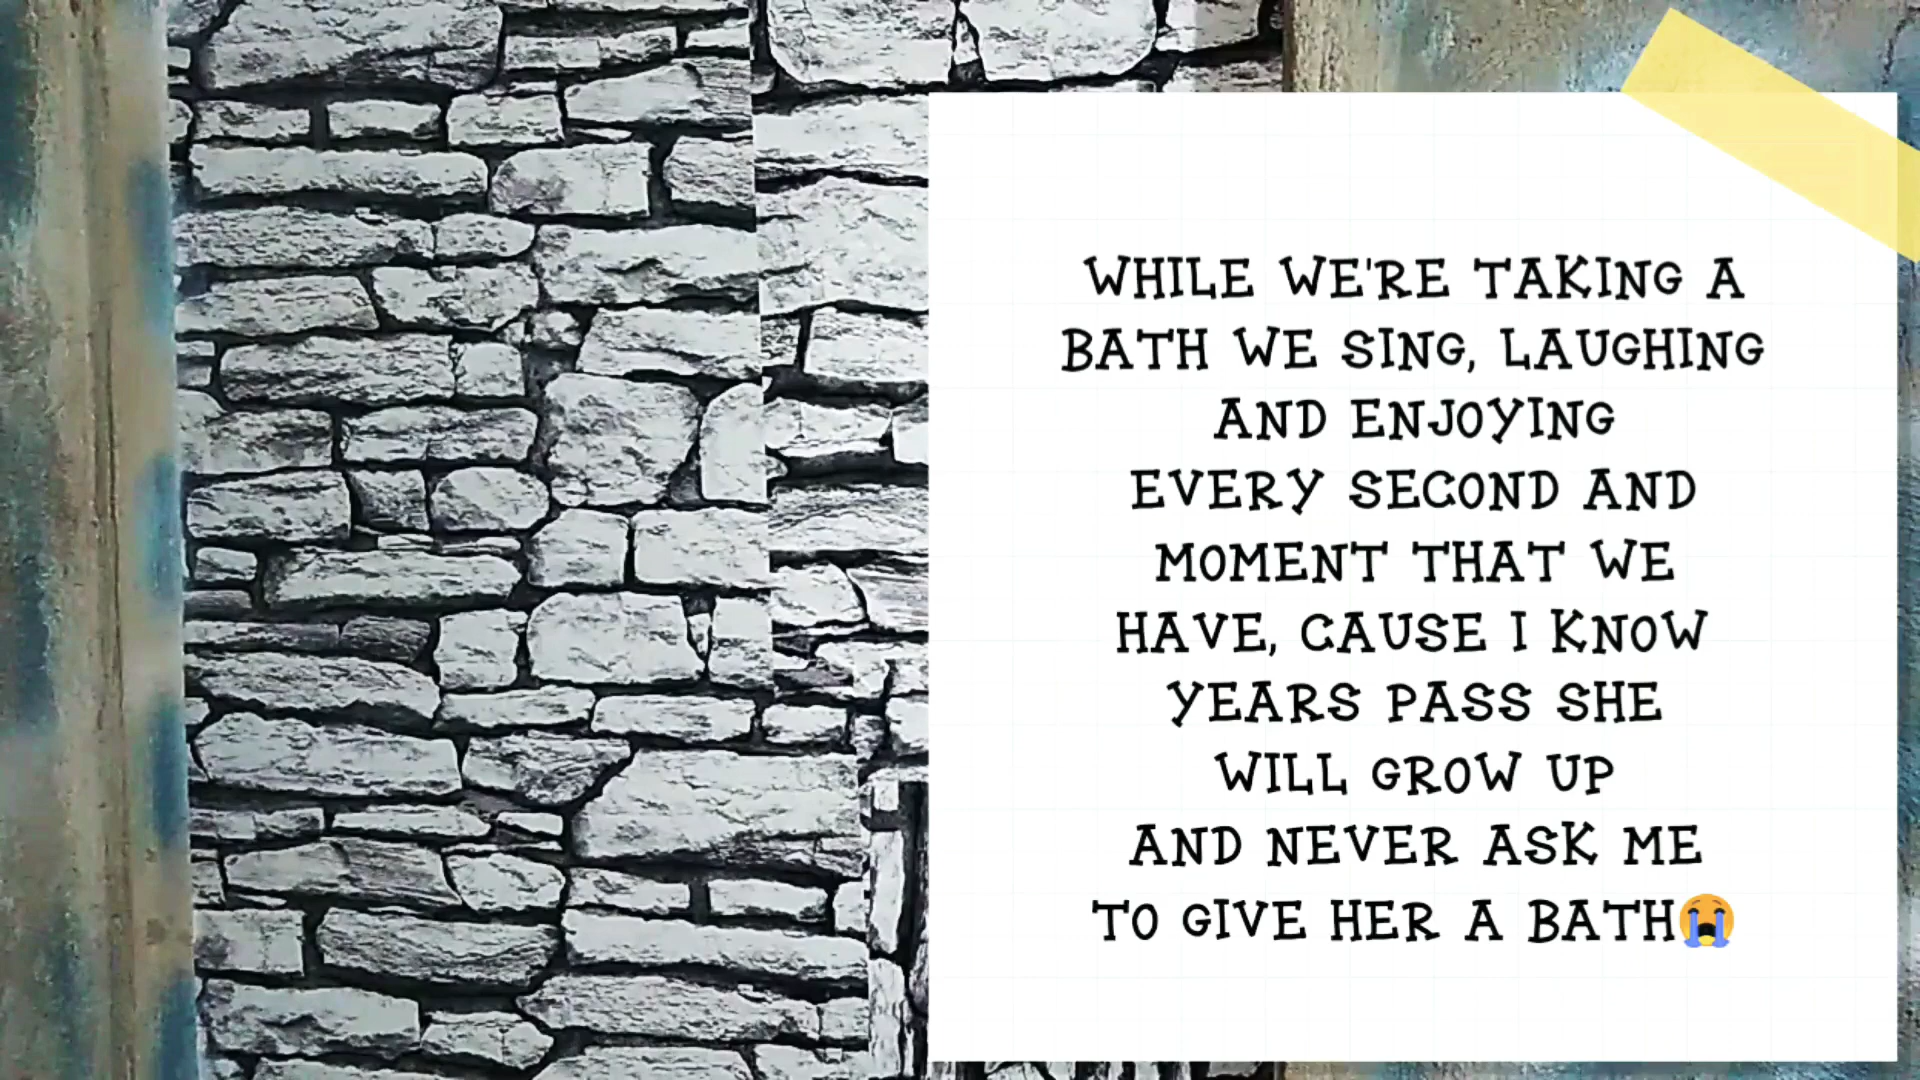 WHILE WE'RE TAKING A
BATH WE SING, LAUGHING
AND ENJOYING
EVERY SECOND AND
MOMENT THAT WE
HAVE, CAUSE I KNOW
YEARS PASS SHE
WILL GROW UP
AND NEVER ASK ME
TO GIVE HER A BATH😭